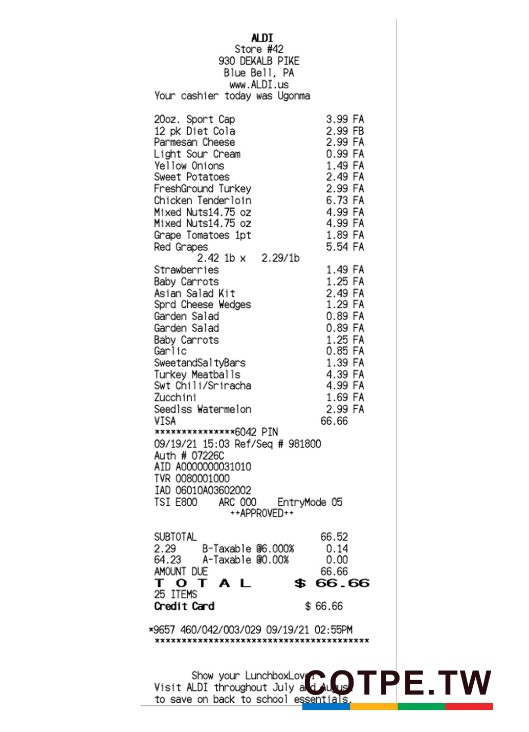 ALDI
Store #42
930 DEKALB PIKE
Blue Bell, PA
www.ALDI.us
Your cashier today was Ugonma
20oz. Sport Cap 3.99 FA
12 pk Diet Cola 2.99 FB
Parmesan Cheese 2.99 FA
Light Sour Cream 0.99 FA
Yellow Onions 1.49 FA
Sweet Potatoes 2.49 FA
FreshGround Turkey 2.99 FA
Chicken Tenderloin 6.73 FA
Mixed Nuts14.75 oz 4.99 FA
Mixed Nuts14.75 oz 4.99 FA
Grape Tomatoes 1pt 1.89 FA
Red Grapes 5.54 FA
2.42 1b x 2.29/1b
Strawberries 1.49 FA
Baby Carrots 1.25 FA
Asian Salad Kit 2.49 FA
Sprd Cheese Wedges 1.29 FA
Garden Salad 0.89 FA
Garden Salad 0.89 FA
Baby Carrots 1.25 FA
Garlic 0.85 FA
SweetandSaltyBars 1.39 FA
Turkey Meatballs 4.39 FA
Swt Chili/Sriracha 4.99 FA
Zucchini 1.69 FA
Seedlss Watermelon 2.99 FA
VISA 66.66
***************6042 PIN
09/19/21 15:03 Ref/Seq # 981800
Auth # 07226C
AID A0000000031010
TVR 0080001000
IAD 06010A03602002
TSI E800 ARC 000 EntryMode 05
++APPROVED++
SUBTOTAL 66.52
2.29 B-Taxable @6.000% 0.14
64.23 A-Taxable @0.00% 0.00
AMOUNT DUE 66.66
T O T A L $ 66.66
25 ITEMS
Credit Card $ 66.66
*9657 460/042/003/029 09/19/21 02:55PM
****************************************
Show your LunchboxLove!
Visit ALDI throughout July and August
to save on back to school essentials.
COTPE.TW